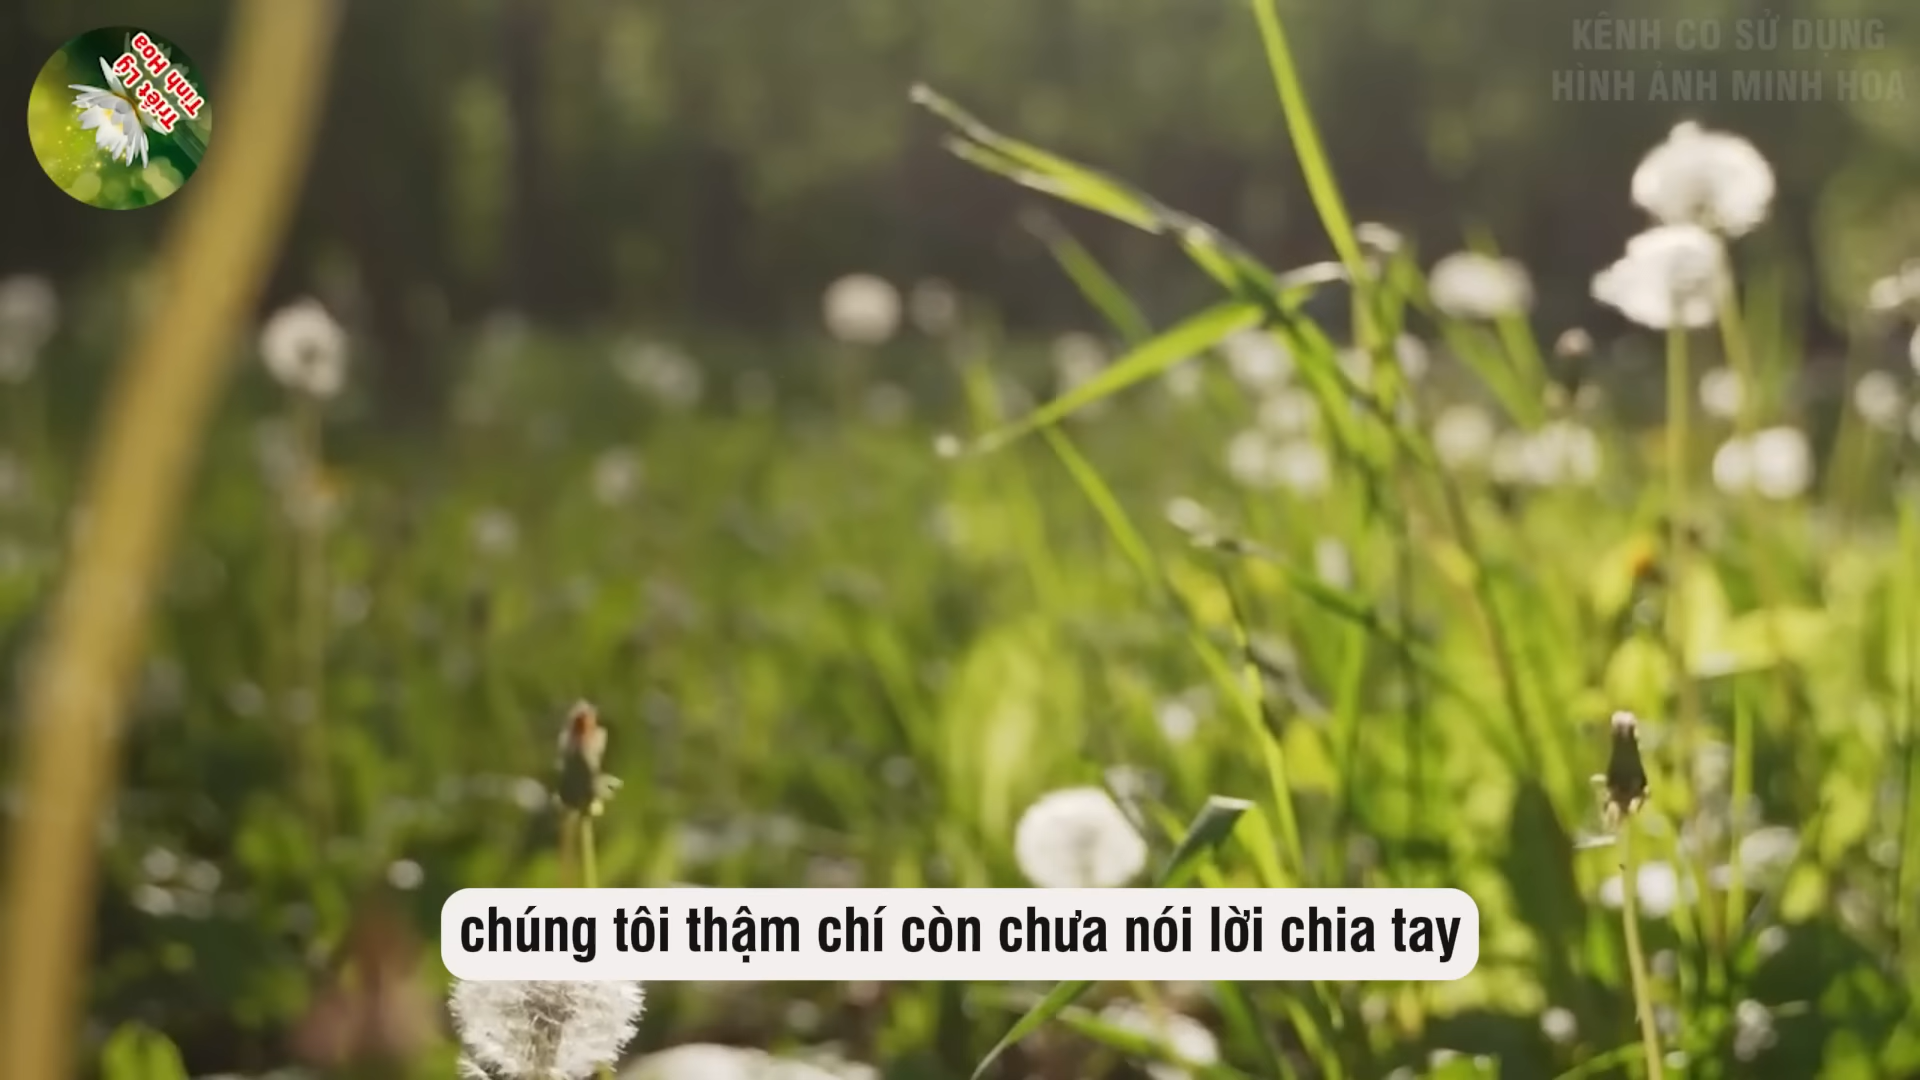 Triết Lý
Tinh Hoa
KÊNH CÓ SỬ DỤNG
HÌNH ẢNH MINH HOẠ
chúng tôi thậm chí còn chưa nói lời chia tay